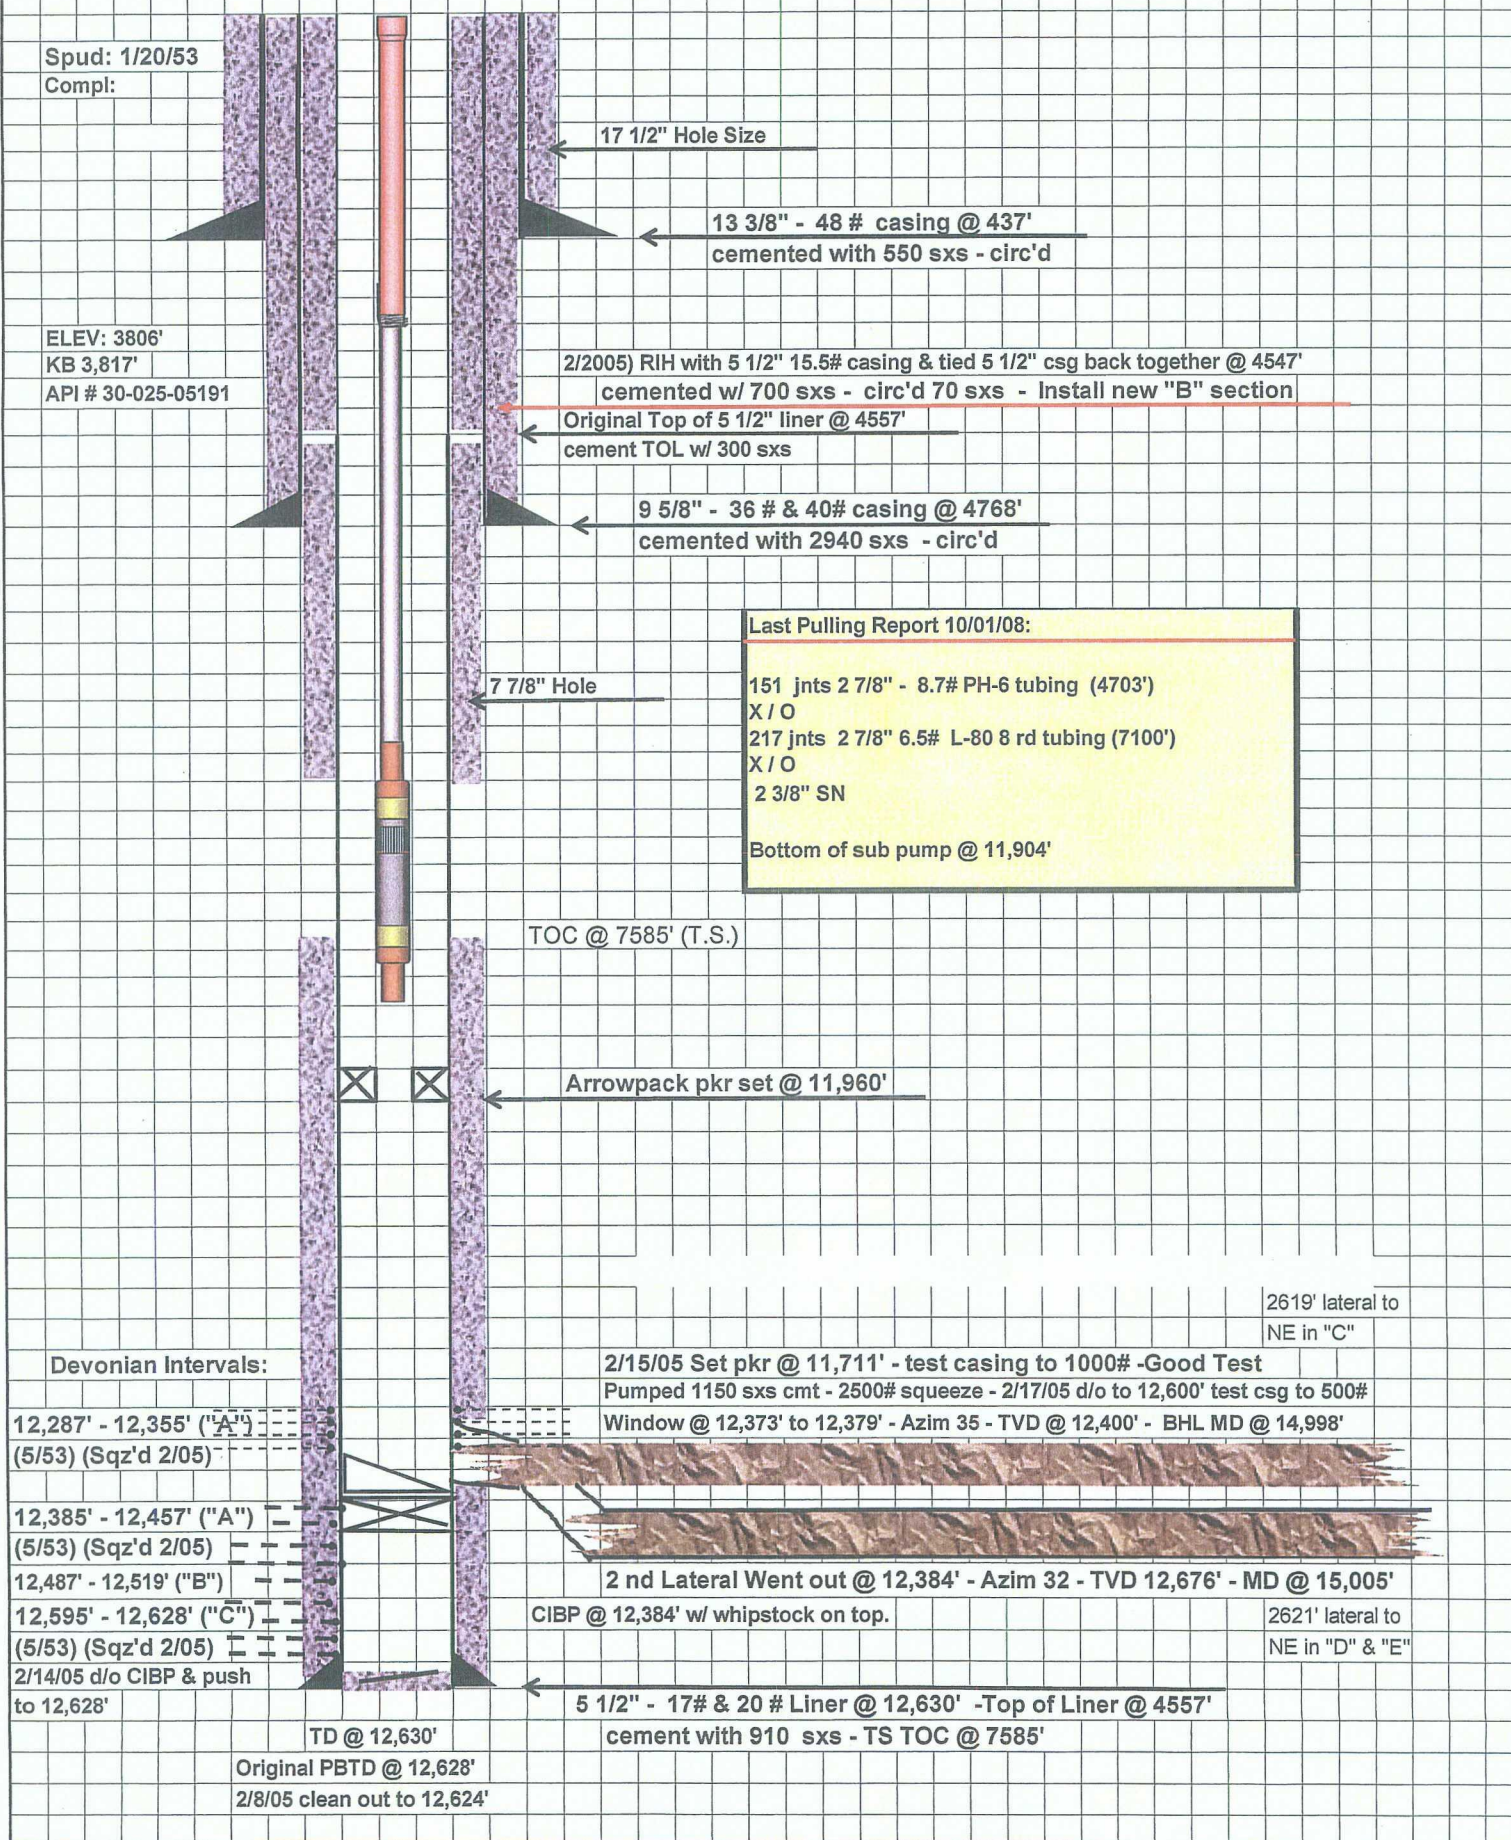 Spud: 1/20/53
Compl:
17 1/2" Hole Size
13 3/8" - 48 # casing @ 437'
cemented with 550 sxs - circ'd
ELEV: 3806'
KB 3,817'
API # 30-025-05191
2/2005) RIH with 5 1/2" 15.5# casing & tied 5 1/2" csg back together @ 4547'
cemented w/ 700 sxs - circ'd 70 sxs - Install new "B" section
Original Top of 5 1/2" liner @ 4557'
cement TOL w/ 300 sxs
9 5/8" - 36 # & 40# casing @ 4768'
cemented with 2940 sxs - circ'd
Last Pulling Report 10/01/08:
151 jnts 2 7/8" - 8.7# PH-6 tubing (4703')
X / O
217 jnts 2 7/8" 6.5# L-80 8 rd tubing (7100')
X / O
2 3/8" SN
Bottom of sub pump @ 11,904'
7 7/8" Hole
TOC @ 7585' (T.S.)
Arrowpack pkr set @ 11,960'
2619' lateral to
NE in "C"
Devonian Intervals:
2/15/05 Set pkr @ 11,711' - test casing to 1000# -Good Test
Pumped 1150 sxs cmt - 2500# squeeze - 2/17/05 d/o to 12,600' test csg to 500#
12,287' - 12,355' ("A")
Window @ 12,373' to 12,379' - Azim 35 - TVD @ 12,400' - BHL MD @ 14,998'
(5/53) (Sqz'd 2/05)
12,385' - 12,457' ("A")
(5/53) (Sqz'd 2/05)
12,487' - 12,519' ("B")
2 nd Lateral Went out @ 12,384' - Azim 32 - TVD 12,676' - MD @ 15,005'
12,595' - 12,628' ("C")
CIBP @ 12,384' w/ whipstock on top.
2621' lateral to
(5/53) (Sqz'd 2/05)
NE in "D" & "E"
2/14/05 d/o CIBP & push
to 12,628'
5 1/2" - 17# & 20 # Liner @ 12,630' -Top of Liner @ 4557'
TD @ 12,630'
cement with 910 sxs - TS TOC @ 7585'
Original PBTD @ 12,628'
2/8/05 clean out to 12,624'